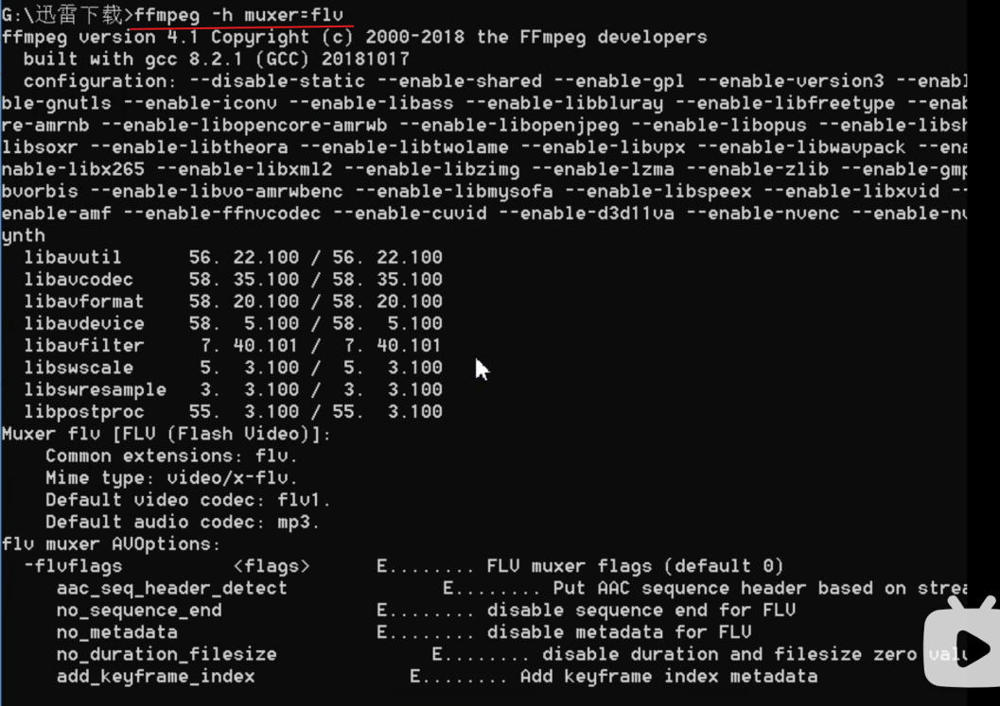 G:\迅雷下载>ffmpeg -h muxer=flv
ffmpeg version 4.1 Copyright (c) 2000-2018 the FFmpeg developers
  built with gcc 8.2.1 (GCC) 20181017
  configuration: --disable-static --enable-shared --enable-gpl --enable-version3 --enabl
ble-gnutls --enable-iconv --enable-libass --enable-libbluray --enable-libfreetype --enab
re-amrnb --enable-libopencore-amrwb --enable-libopenjpeg --enable-libopus --enable-libsh
libsoxr --enable-libtheora --enable-libtwolame --enable-libvpx --enable-libwavpack --ena
nable-libx265 --enable-libxml2 --enable-libzimg --enable-lzma --enable-zlib --enable-gmp
bvorbis --enable-libvo-amrwbenc --enable-libmysofa --enable-libspeex --enable-libxvid --
enable-amf --enable-ffnvcodec --enable-cuvid --enable-d3d11va --enable-nvenc --enable-nv
ynth
  libavutil      56. 22.100 / 56. 22.100
  libavcodec     58. 35.100 / 58. 35.100
  libavformat    58. 20.100 / 58. 20.100
  libavdevice    58.  5.100 / 58.  5.100
  libavfilter     7. 40.101 /  7. 40.101
  libswscale      5.  3.100 /  5.  3.100
  libswresample   3.  3.100 /  3.  3.100
  libpostproc    55.  3.100 / 55.  3.100
Muxer flv [FLV (Flash Video)]:
    Common extensions: flv.
    Mime type: video/x-flv.
    Default video codec: flv1.
    Default audio codec: mp3.
flv muxer AVOptions:
  -flvflags          <flags>      E........ FLV muxer flags (default 0)
     aac_seq_header_detect              E........ Put AAC sequence header based on strea
     no_sequence_end              E........ disable sequence end for FLV
     no_metadata                  E........ disable metadata for FLV
     no_duration_filesize              E........ disable duration and filesize zero valu
     add_keyframe_index              E........ Add keyframe index metadata